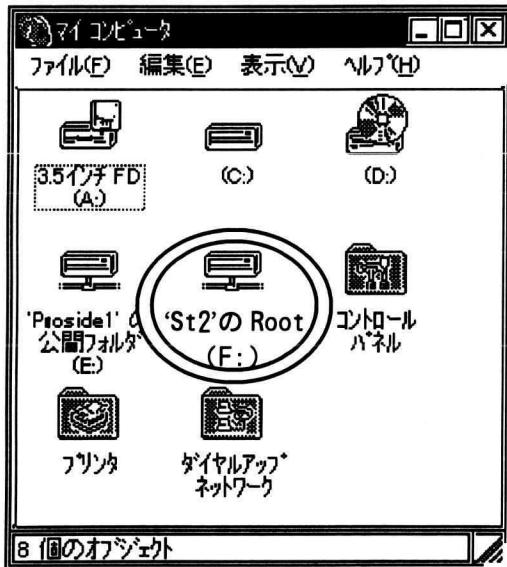 マイ コンピュータ
ファイル(F) 編集(E) 表示(V) ヘルプ(H)
3.5インチ FD
(A:)
(C:)
(D:)
'Proside1' の
公開フォルダ
(E:)
'St2'の Root
(F:)
コントロール
パネル
プリンタ
ダイヤルアップ
ネットワーク
8 個のオブジェクト